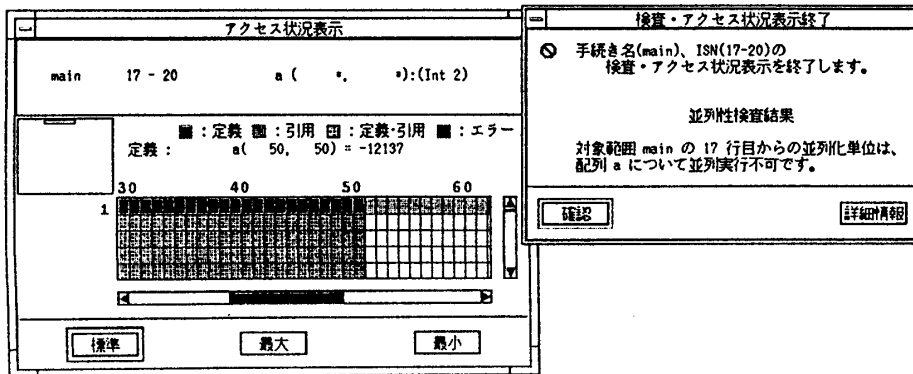 アクセス状況表示
main 17 - 20 a ( *, *):(Int 2)
■:定義 ■:引用 ■:定義・引用 ■:エラー
定義 : a( 50, 50) = -12137
30 40 50 60
1
標準 最大 最小
検査・アクセス状況表示終了
手続き名(main)、ISN(17-20)の
検査・アクセス状況表示を終了します。
並列性検査結果
対象範囲 main の 17 行目からの並列化単位は、
配列 a について並列実行不可です。
確認 詳細情報